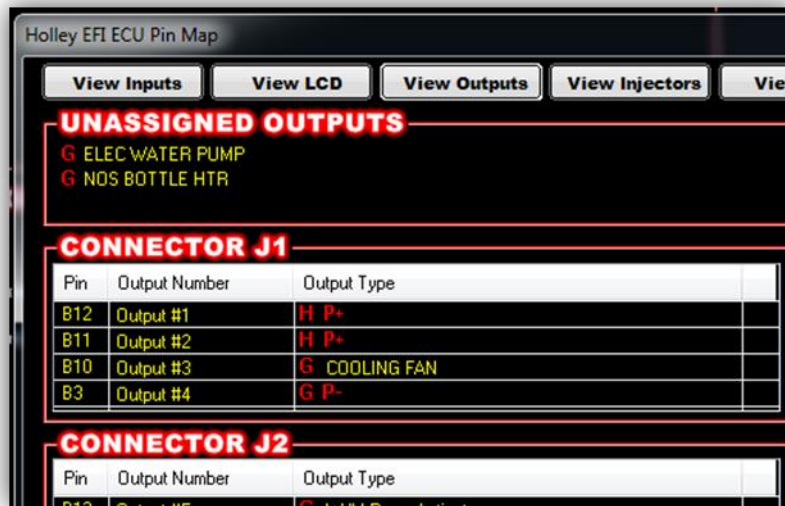 Holley EFI ECU Pin Map
View Inputs View LCD View Outputs View Injectors Vie
UNASSIGNED OUTPUTS
G ELEC WATER PUMP
G NOS BOTTLE HTR
CONNECTOR J1
Pin Output Number Output Type
B12 Output #1 H P+
B11 Output #2 H P+
B10 Output #3 G COOLING FAN
B3 Output #4 G P-
CONNECTOR J2
Pin Output Number Output Type